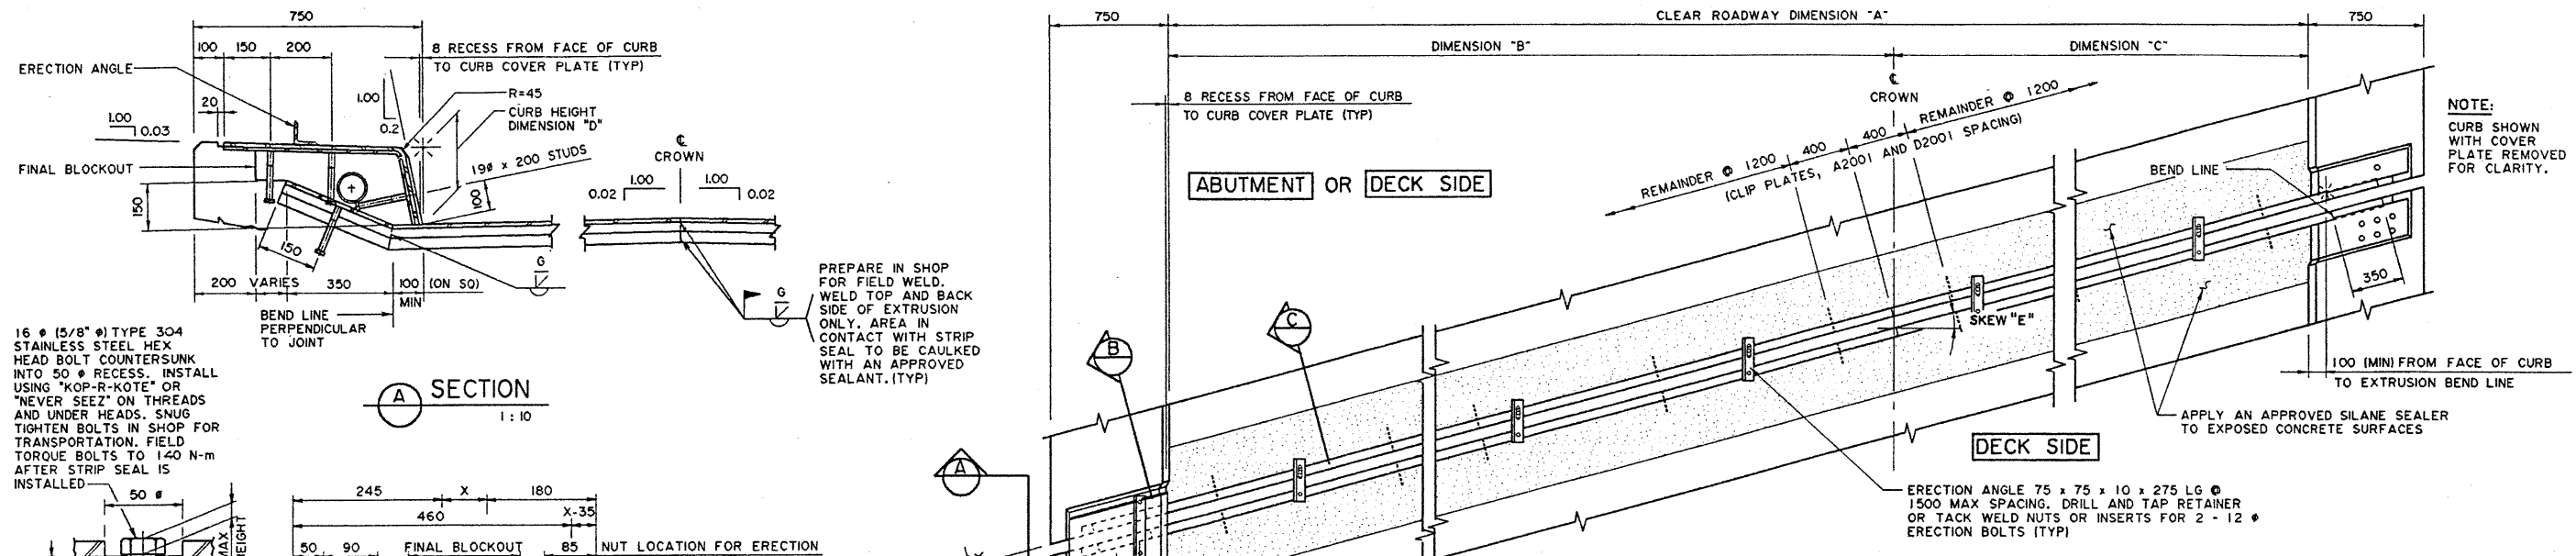 750
100 150 200
8 RECESS FROM FACE OF CURB
TO CURB COVER PLATE (TYP)
ERECTION ANGLE
20
1.00
0.03
1.00
0.2
R=45
CURB HEIGHT
DIMENSION "D"
FINAL BLOCKOUT
19ø x 200 STUDS
100
150
150
200 VARIES 350 100 (ON SQ)
MIN
BEND LINE
PERPENDICULAR
TO JOINT
G
℄
CROWN
0.02 1.00 1.00 0.02
G
PREPARE IN SHOP
FOR FIELD WELD.
WELD TOP AND BACK
SIDE OF EXTRUSION
ONLY. AREA IN
CONTACT WITH STRIP
SEAL TO BE CAULKED
WITH AN APPROVED
SEALANT. (TYP)
A SECTION
1 : 10
16 ø (5/8" ø) TYPE 304
STAINLESS STEEL HEX
HEAD BOLT COUNTERSUNK
INTO 50 ø RECESS. INSTALL
USING "KOP-R-KOTE" OR
"NEVER SEEZ" ON THREADS
AND UNDER HEADS. SNUG
TIGHTEN BOLTS IN SHOP FOR
TRANSPORTATION. FIELD
TORQUE BOLTS TO 140 N-m
AFTER STRIP SEAL IS
INSTALLED
50 ø
MAX
HEIGHT
245 X 180
460 X-35
50 90 FINAL BLOCKOUT 85 NUT LOCATION FOR ERECTION
750 CLEAR ROADWAY DIMENSION "A" 750
DIMENSION "B" DIMENSION "C"
8 RECESS FROM FACE OF CURB
TO CURB COVER PLATE (TYP)
℄
CROWN
REMAINDER @ 1200 400 400 REMAINDER @ 1200
(CLIP PLATES, A2001 AND D2001 SPACING)
ABUTMENT OR DECK SIDE
NOTE:
CURB SHOWN
WITH COVER
PLATE REMOVED
FOR CLARITY.
BEND LINE
350
SKEW "E"
B
C
A
100 (MIN) FROM FACE OF CURB
TO EXTRUSION BEND LINE
APPLY AN APPROVED SILANE SEALER
TO EXPOSED CONCRETE SURFACES
DECK SIDE
ERECTION ANGLE 75 x 75 x 10 x 275 LG @
1500 MAX SPACING. DRILL AND TAP RETAINER
OR TACK WELD NUTS OR INSERTS FOR 2 - 12 ø
ERECTION BOLTS (TYP)